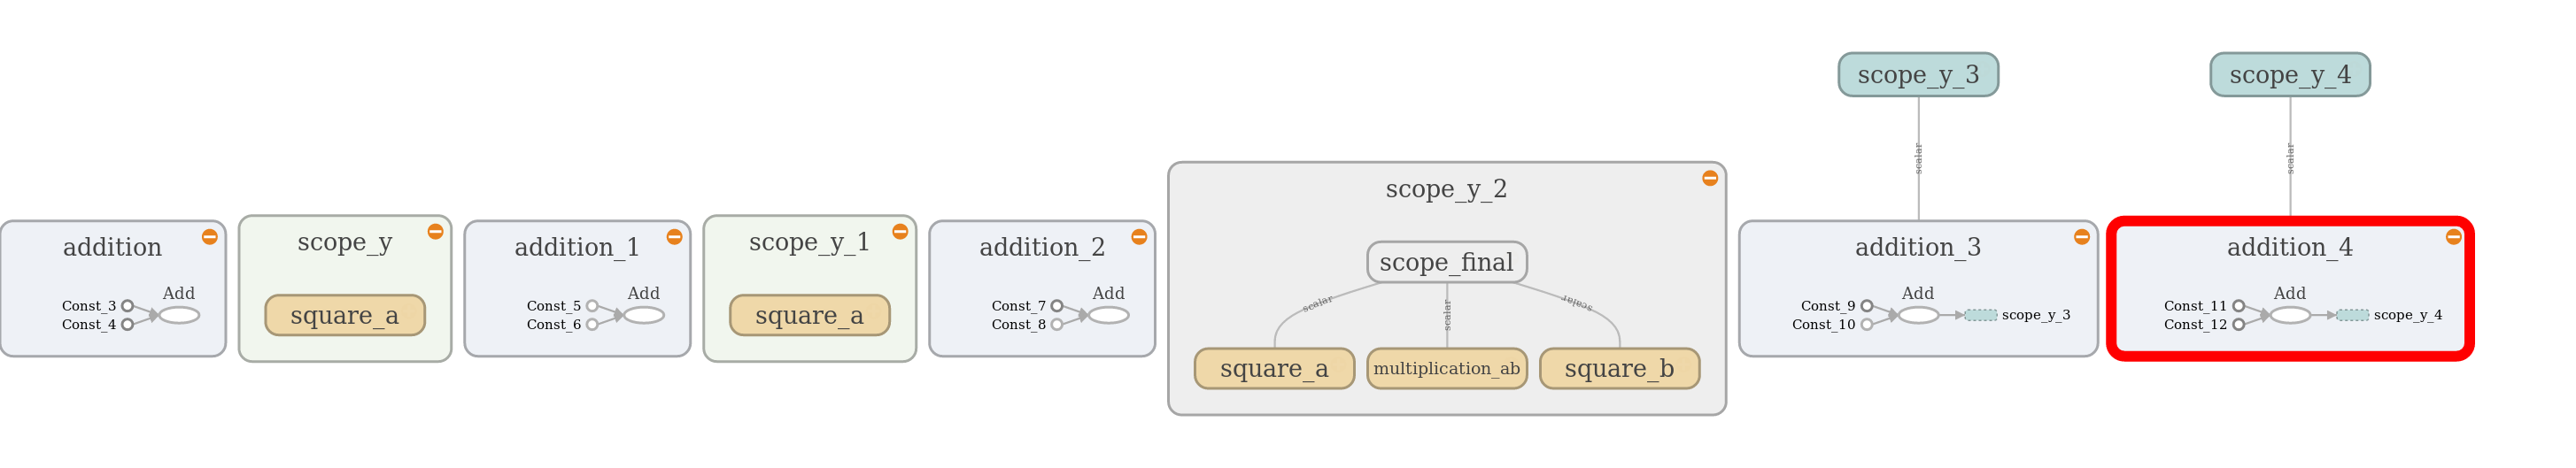 scope_y_3
scope_y_4
scalar
scalar
addition
Add
Const_3
Const_4
scope_y
square_a
addition_1
Add
Const_5
Const_6
scope_y_1
square_a
addition_2
Add
Const_7
Const_8
scope_y_2
scope_final
scalar
scalar
scalar
square_a
multiplication_ab
square_b
addition_3
Add
Const_9
Const_10
scope_y_3
addition_4
Add
Const_11
Const_12
scope_y_4